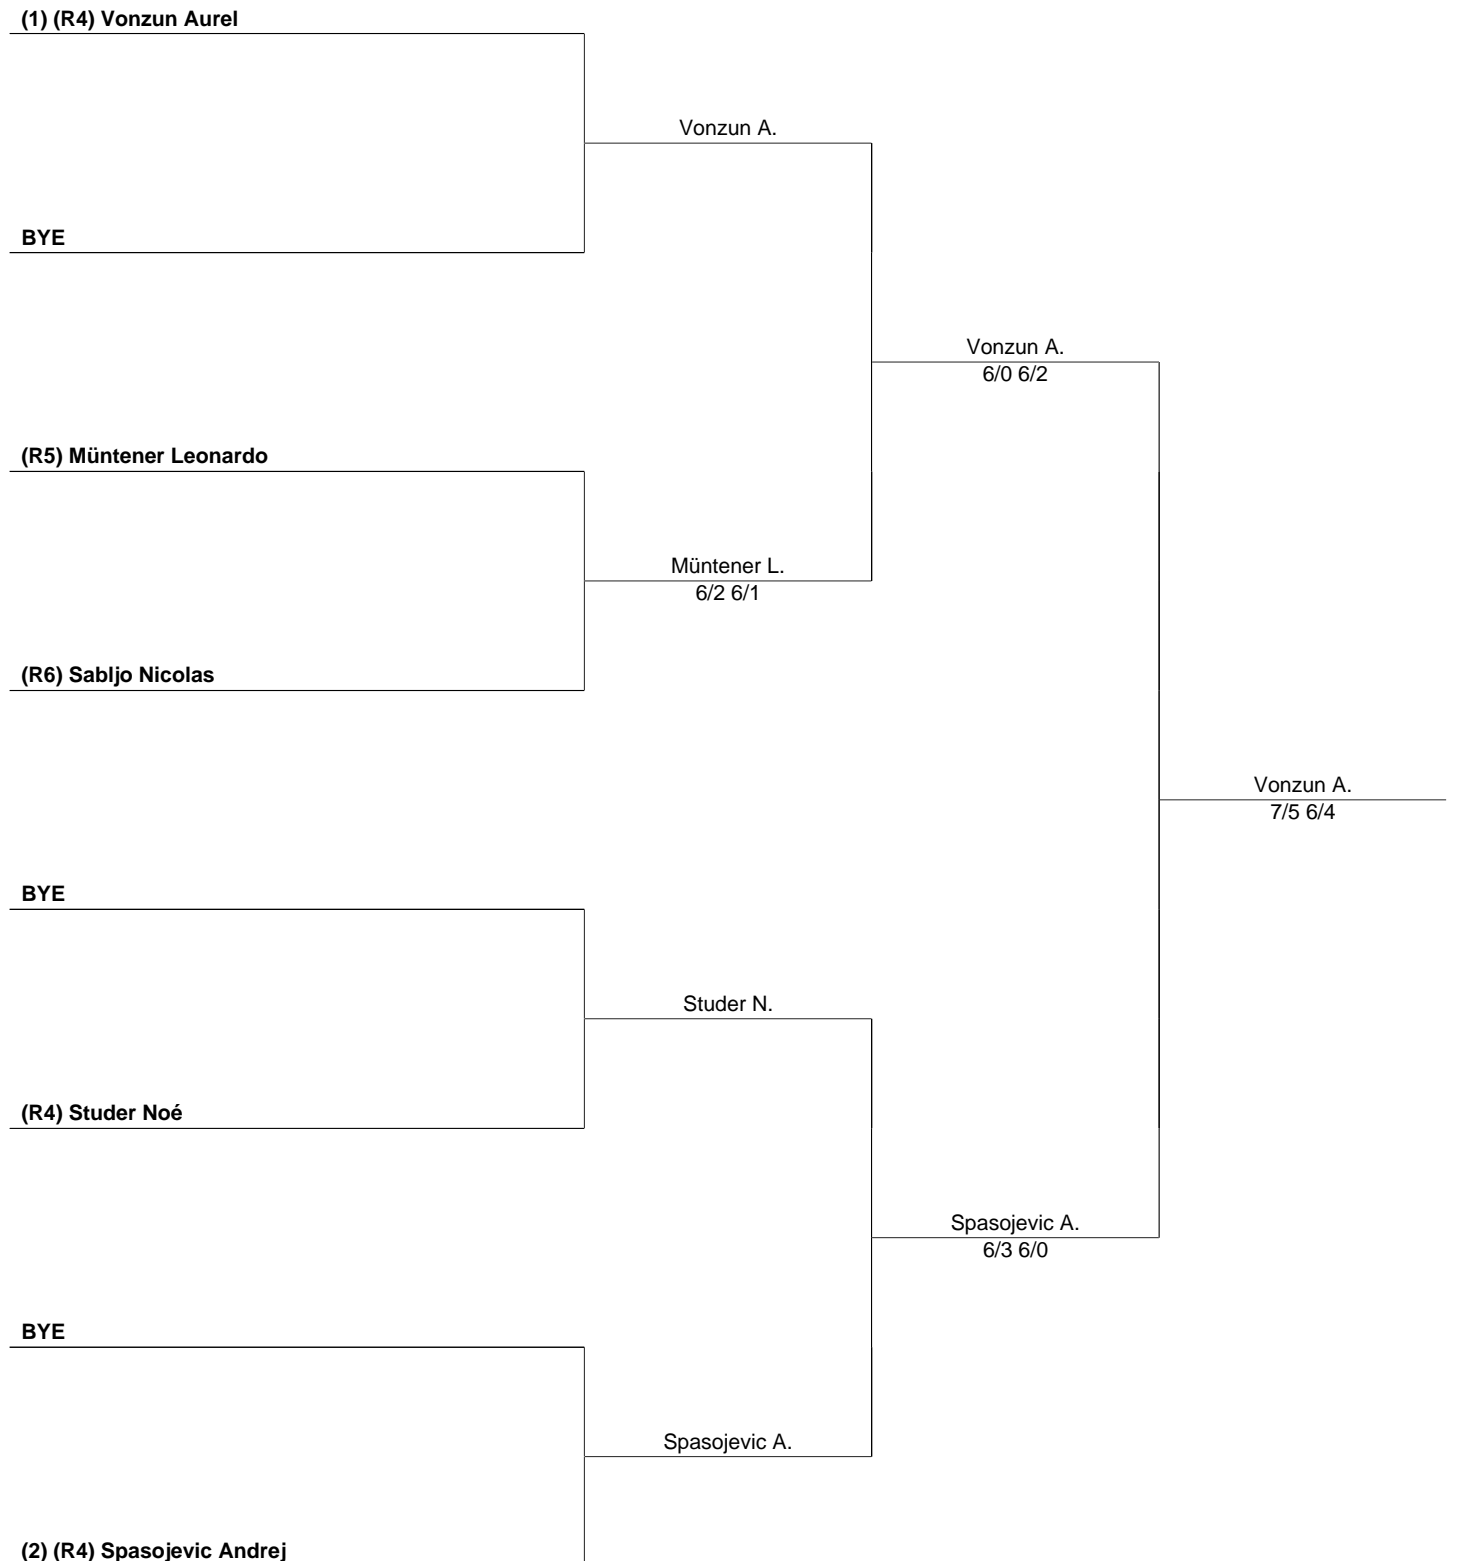 (1) (R4) Vonzun Aurel
Vonzun A.
BYE
Vonzun A.
6/0 6/2
(R5) Müntener Leonardo
Müntener L.
6/2 6/1
(R6) Sabljo Nicolas
Vonzun A.
7/5 6/4
BYE
Studer N.
(R4) Studer Noé
Spasojevic A.
6/3 6/0
BYE
Spasojevic A.
(2) (R4) Spasojevic Andrej